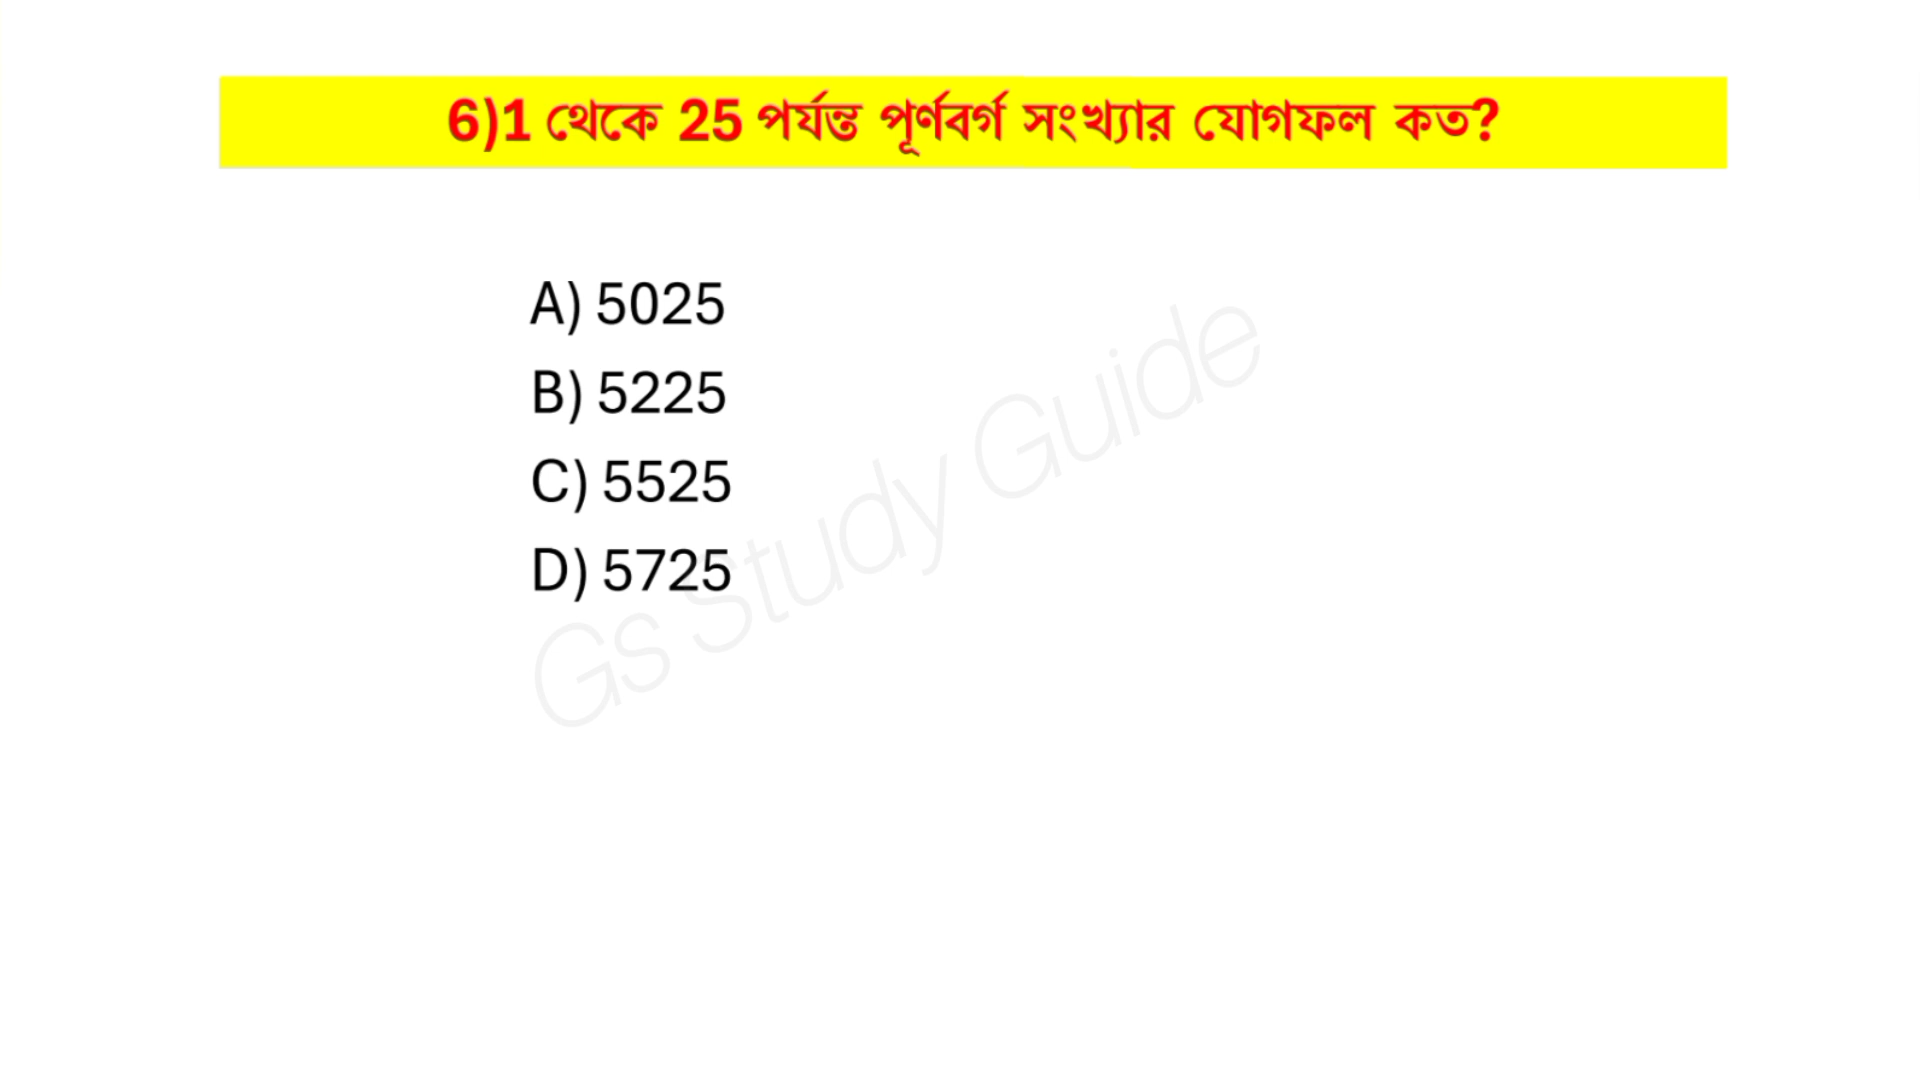 6)1 থেকে 25 পর্যন্ত পূর্ণবর্গ সংখ্যার যোগফল কত?
A) 5025
B) 5225
C) 5525
D) 5725
Gs Study Guide